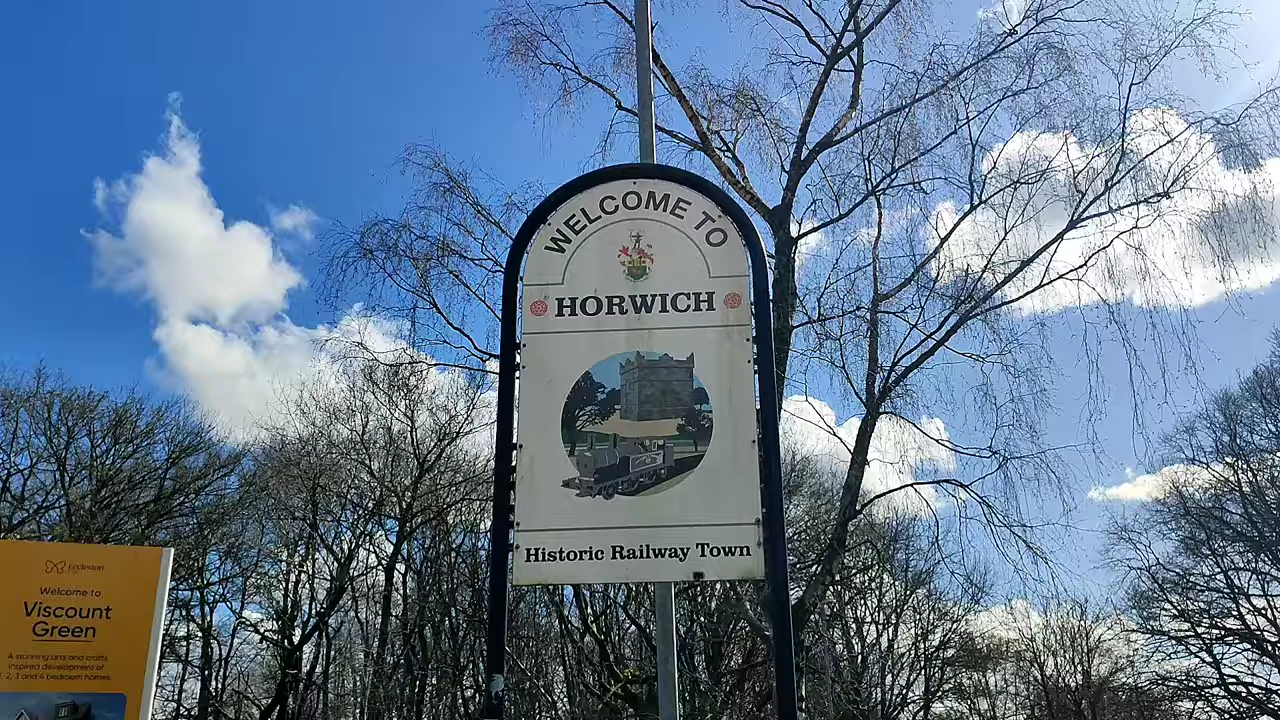 WELCOME TO
HORWICH
Historic Railway Town
Eccleston
Welcome to
Viscount
Green
A stunning arts and crafts
inspired development of
2, 3 and 4 bedroom homes.